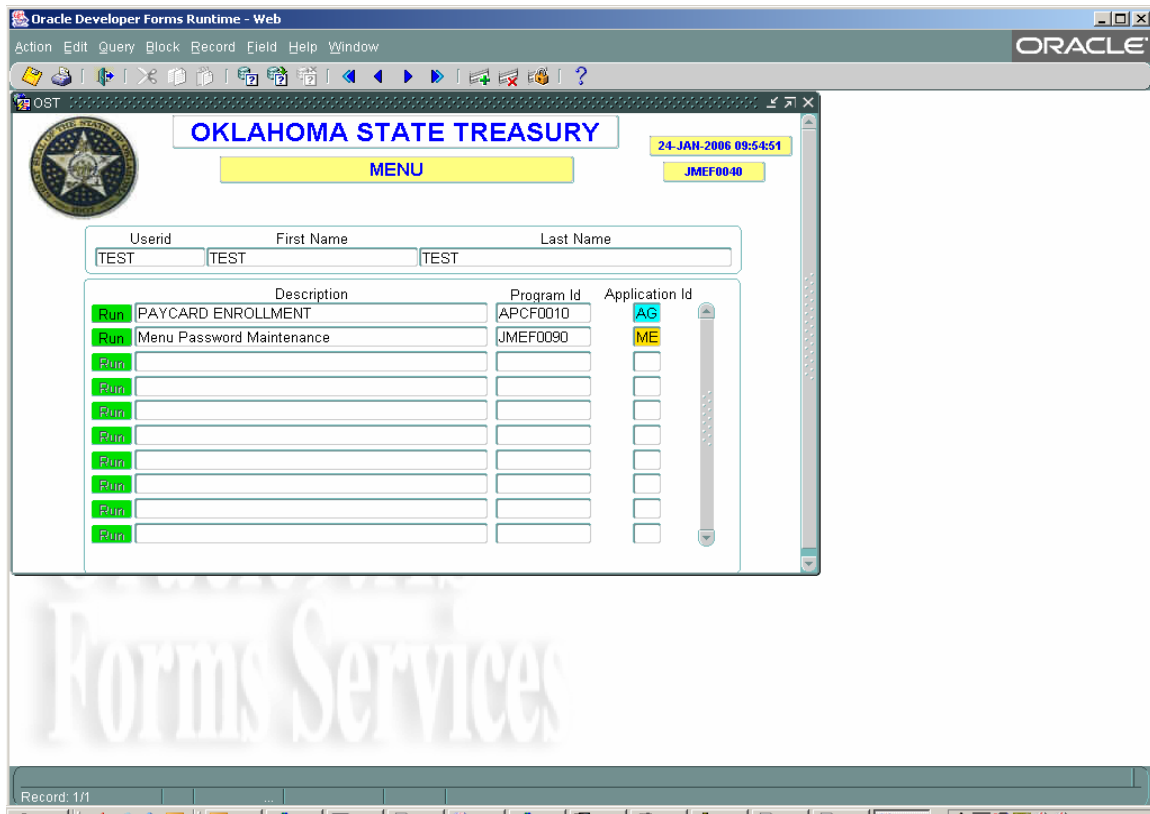 Oracle Developer Forms Runtime - Web
Action Edit Query Block Record Field Help Window
ORACLE
OST
OKLAHOMA STATE TREASURY
24-JAN-2006 09:54:51
MENU
JMEF0040
Userid First Name Last Name
TEST TEST TEST
Description Program Id Application Id
Run PAYCARD ENROLLMENT APCF0010 AG
Run Menu Password Maintenance JMEF0090 ME
Run
Run
Run
Run
Run
Run
Run
Run
Forms Services
Record: 1/1 ...